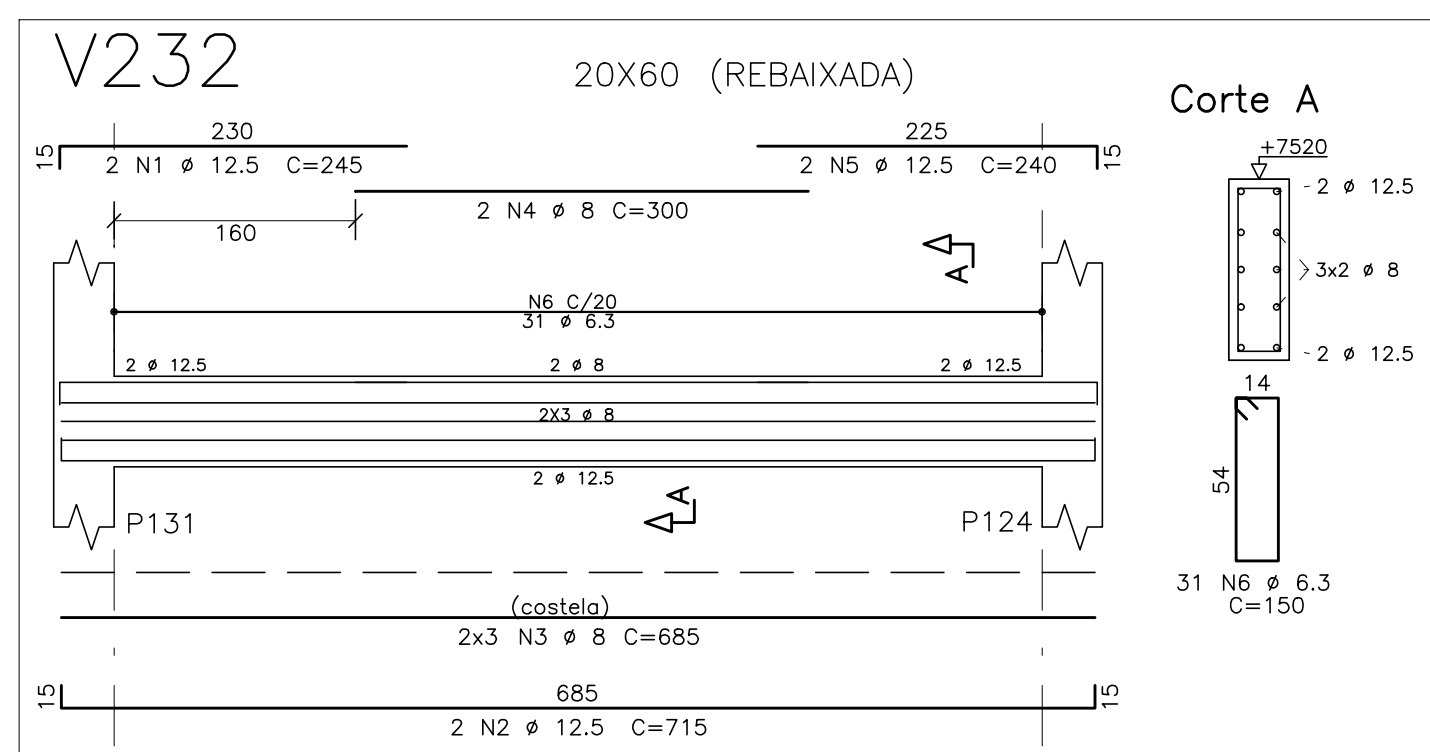 V232
20X60 (REBAIXADA)
Corte A
230
15
2 N1 ø 12.5 C=245
225
15
2 N5 ø 12.5 C=240
2 N4 ø 8 C=300
160
A
N6 C/20
31 ø 6.3
2 ø 12.5
2 ø 8
2 ø 12.5
2X3 ø 8
2 ø 12.5
A
P131
P124
(costela)
2x3 N3 ø 8 C=685
15
685
15
2 N2 ø 12.5 C=715
+7520
2 ø 12.5
3x2 ø 8
2 ø 12.5
14
54
31 N6 ø 6.3
C=150